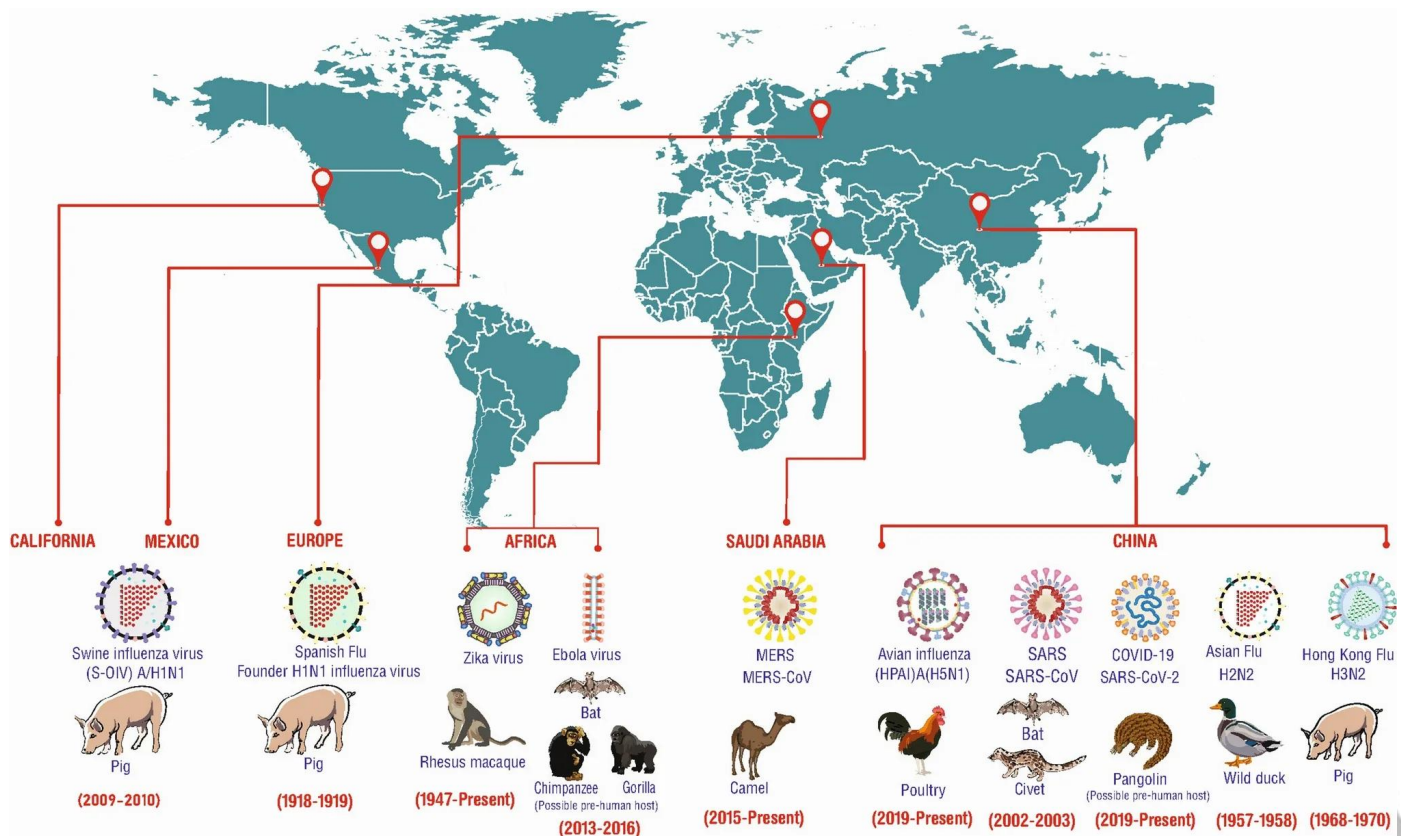 CALIFORNIA
MEXICO
EUROPE
AFRICA
SAUDI ARABIA
CHINA
Swine influenza virus
(S-OIV) A/H1N1
Pig
(2009-2010)
Spanish Flu
Founder H1N1 influenza virus
Pig
(1918-1919)
Zika virus
Rhesus macaque
(1947-Present)
Ebola virus
Bat
Chimpanzee
Gorilla
(Possible pre-human host)
(2013-2016)
MERS
MERS-CoV
Camel
(2015-Present)
Avian influenza
(HPAI)A(H5N1)
Poultry
(2019-Present)
SARS
SARS-CoV
Bat
Civet
(2002-2003)
COVID-19
SARS-CoV-2
Pangolin
(Possible pre-human host)
(2019-Present)
Asian Flu
H2N2
Wild duck
(1957-1958)
Hong Kong Flu
H3N2
Pig
(1968-1970)